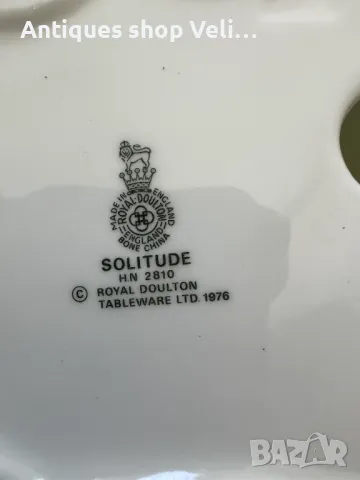 Antiques shop Veli...
MADE IN ENGLAND
ROYAL DOULTON
ENGLAND
BONE CHINA
SOLITUDE
H.N 2810
© ROYAL DOULTON
TABLEWARE LTD. 1976
BAZAR